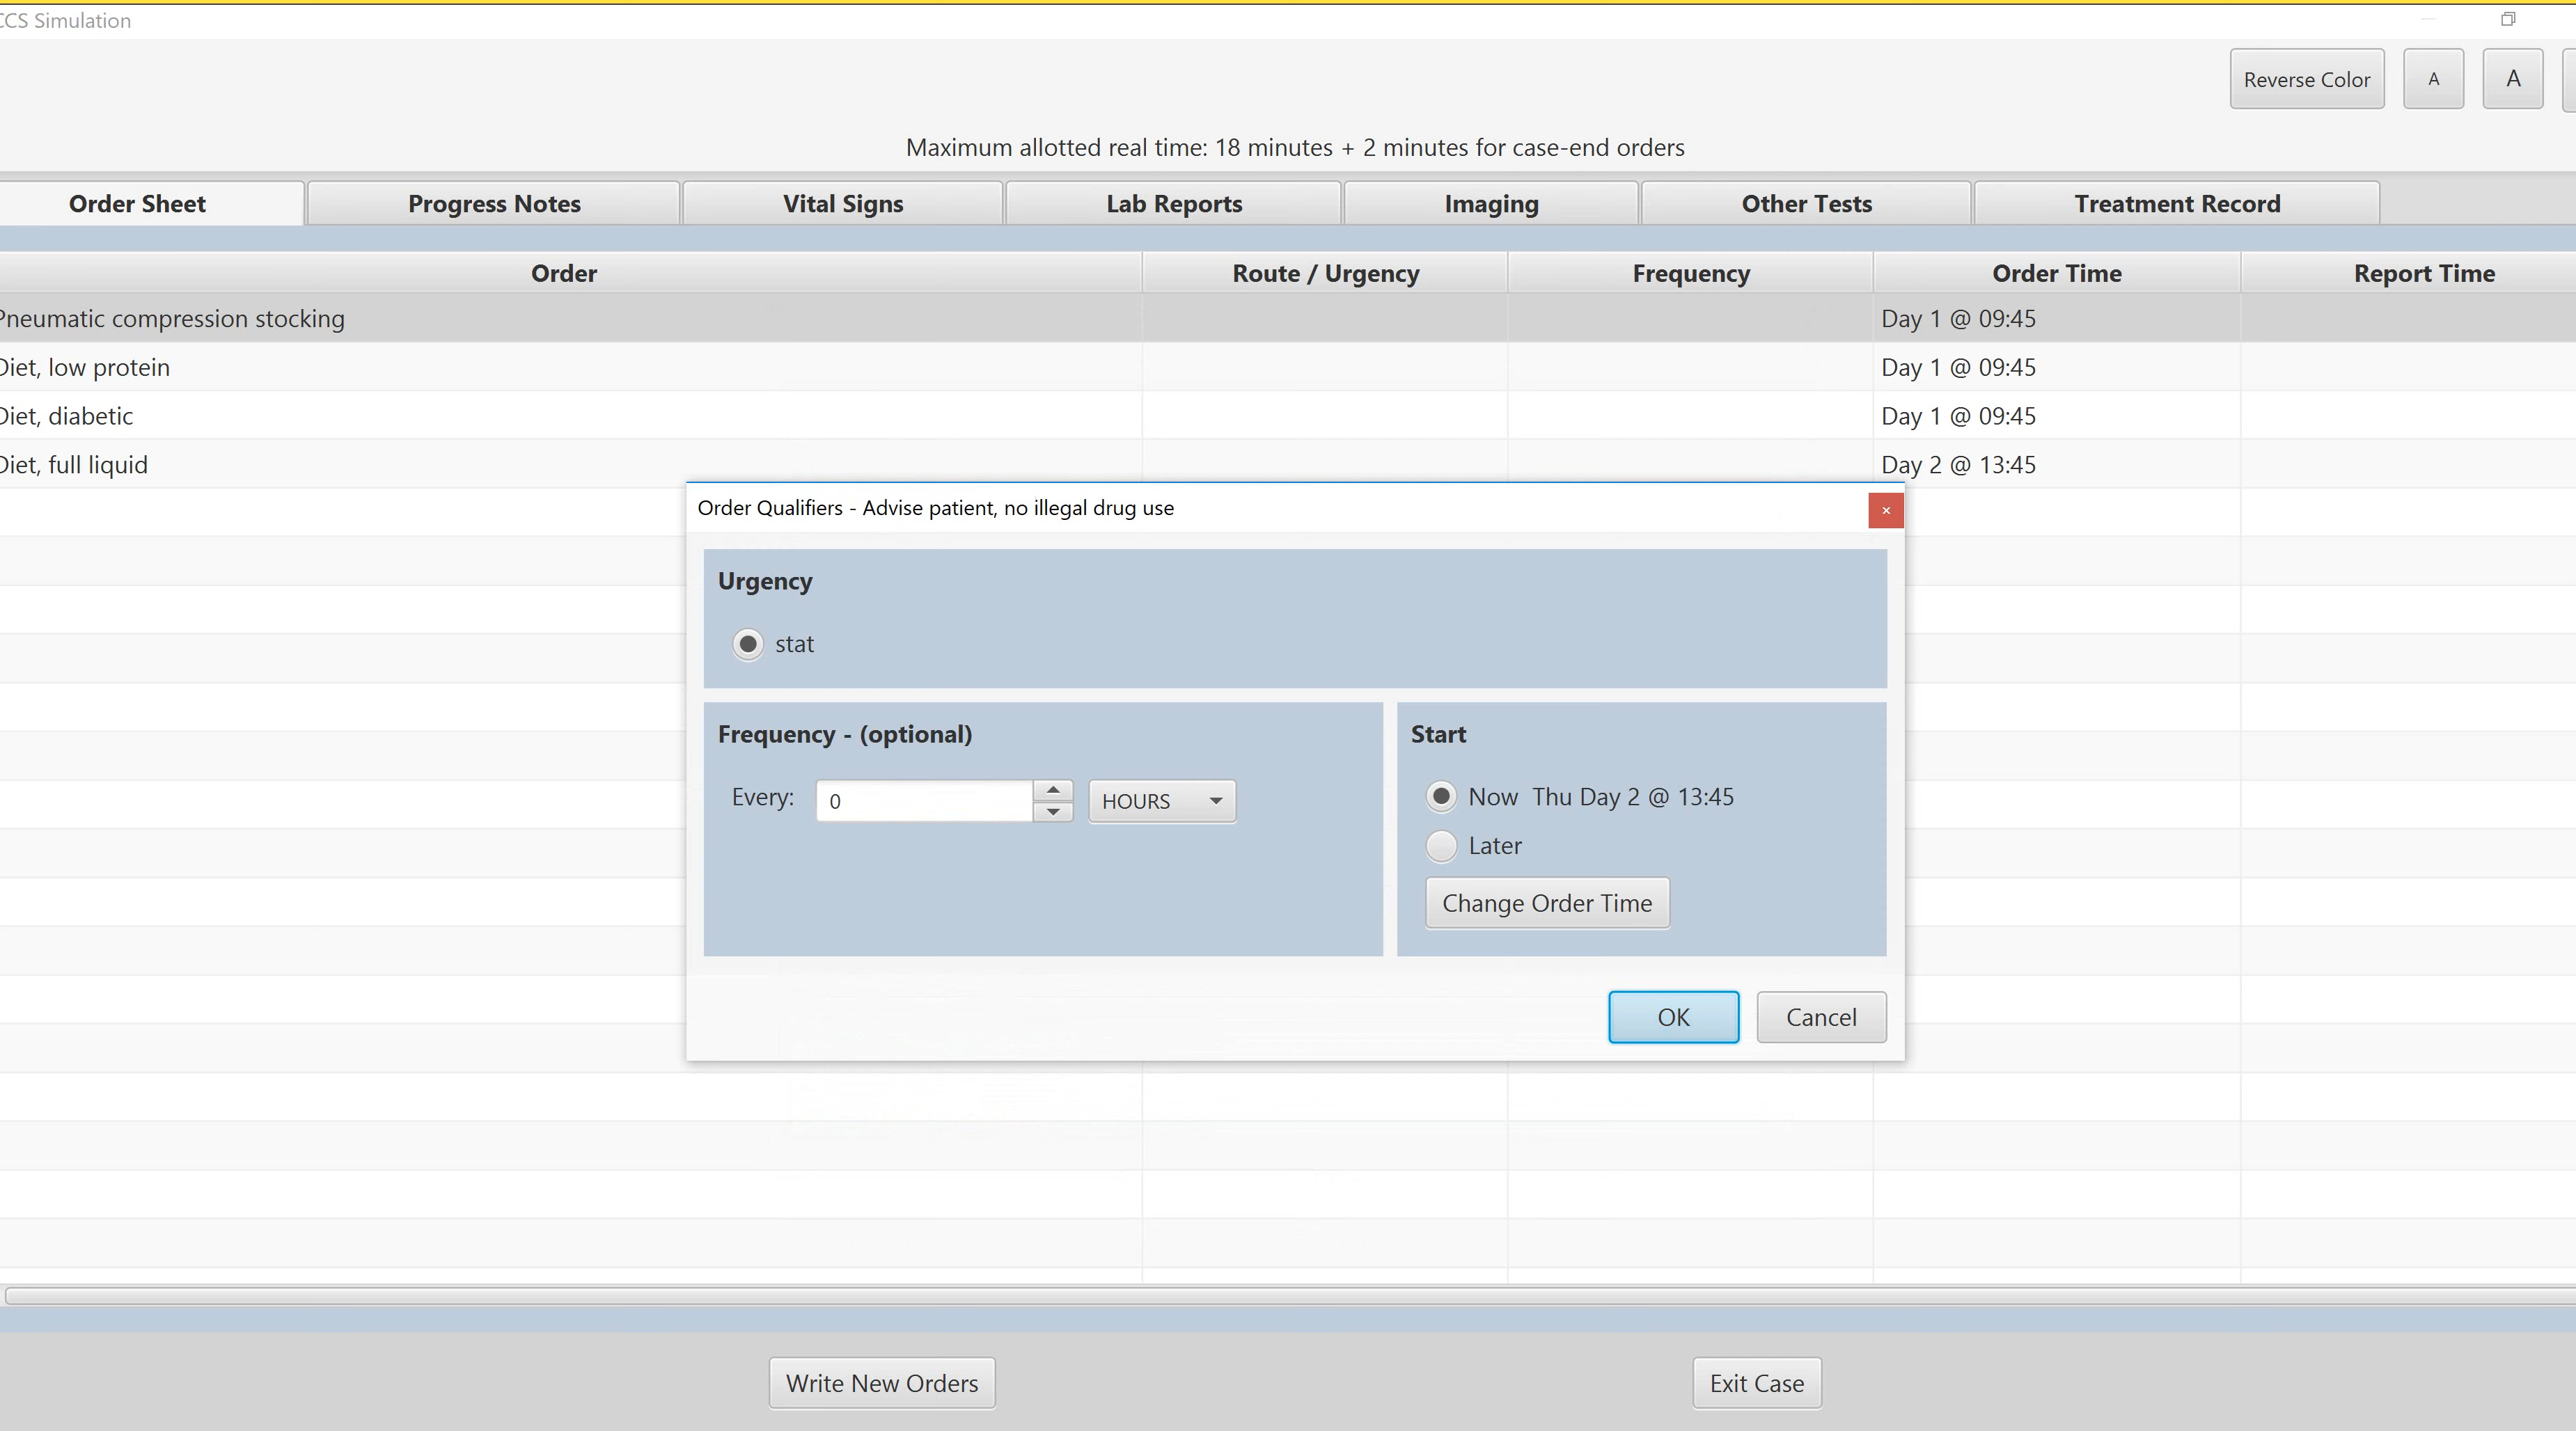 CCS Simulation
Reverse Color A A
Maximum allotted real time: 18 minutes + 2 minutes for case-end orders
Order Sheet Progress Notes Vital Signs Lab Reports Imaging Other Tests Treatment Record
Order Route / Urgency Frequency Order Time Report Time
Pneumatic compression stocking Day 1 @ 09:45
Diet, low protein Day 1 @ 09:45
Diet, diabetic Day 1 @ 09:45
Diet, full liquid Day 2 @ 13:45
Order Qualifiers - Advise patient, no illegal drug use
Urgency
stat
Frequency - (optional)
Every: 0 HOURS
Start
Now Thu Day 2 @ 13:45
Later
Change Order Time
OK Cancel
Write New Orders Exit Case